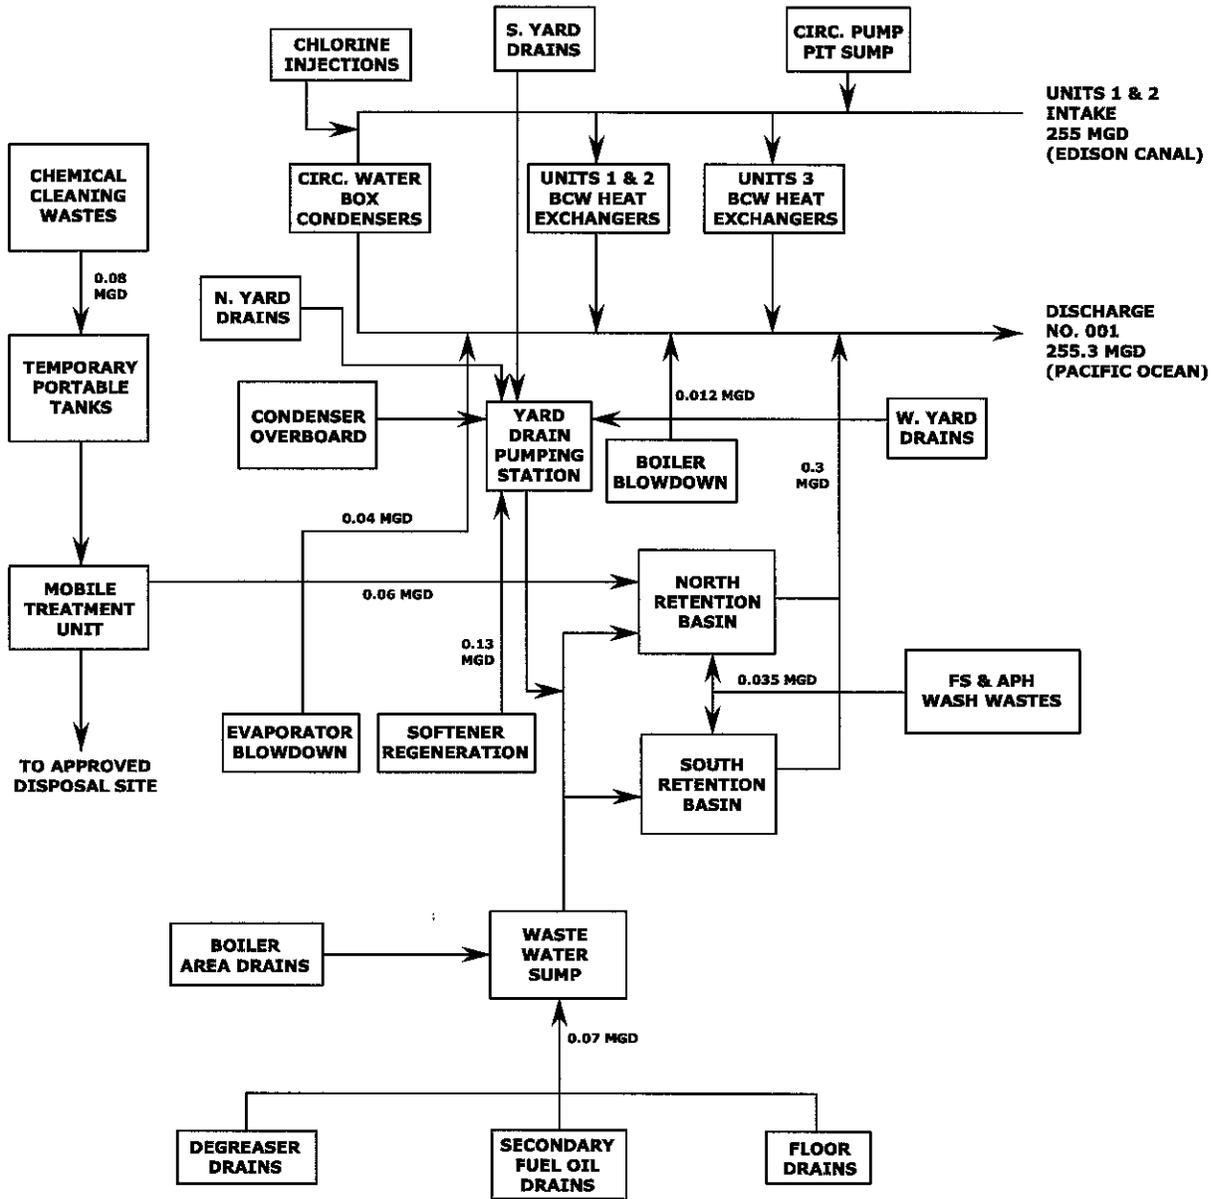 CHLORINE
INJECTIONS
S. YARD
DRAINS
CIRC. PUMP
PIT SUMP
UNITS 1 & 2
INTAKE
255 MGD
(EDISON CANAL)
CHEMICAL
CLEANING
WASTES
CIRC. WATER
BOX
CONDENSERS
UNITS 1 & 2
BCW HEAT
EXCHANGERS
UNITS 3
BCW HEAT
EXCHANGERS
0.08
MGD
N. YARD
DRAINS
DISCHARGE
NO. 001
255.3 MGD
(PACIFIC OCEAN)
TEMPORARY
PORTABLE
TANKS
CONDENSER
OVERBOARD
YARD
DRAIN
PUMPING
STATION
0.012 MGD
W. YARD
DRAINS
BOILER
BLOWDOWN
0.3
MGD
0.04 MGD
MOBILE
TREATMENT
UNIT
0.06 MGD
NORTH
RETENTION
BASIN
0.13
MGD
0.035 MGD
FS & APH
WASH WASTES
EVAPORATOR
BLOWDOWN
SOFTENER
REGENERATION
TO APPROVED
DISPOSAL SITE
SOUTH
RETENTION
BASIN
BOILER
AREA DRAINS
WASTE
WATER
SUMP
0.07 MGD
DEGREASER
DRAINS
SECONDARY
FUEL OIL
DRAINS
FLOOR
DRAINS